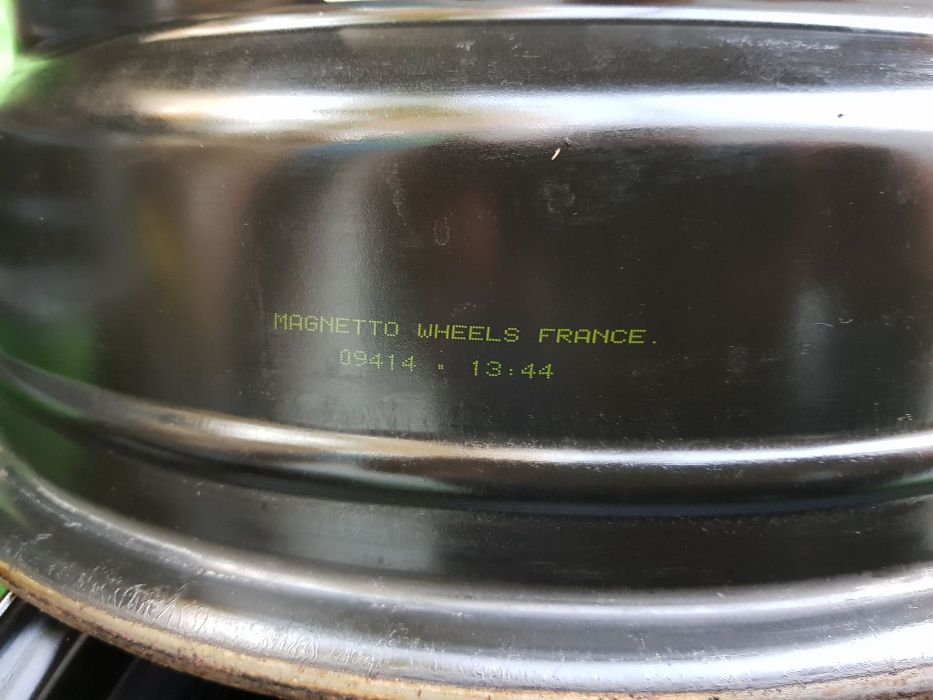 MAGNETTO WHEELS FRANCE.
09414 • 13:44